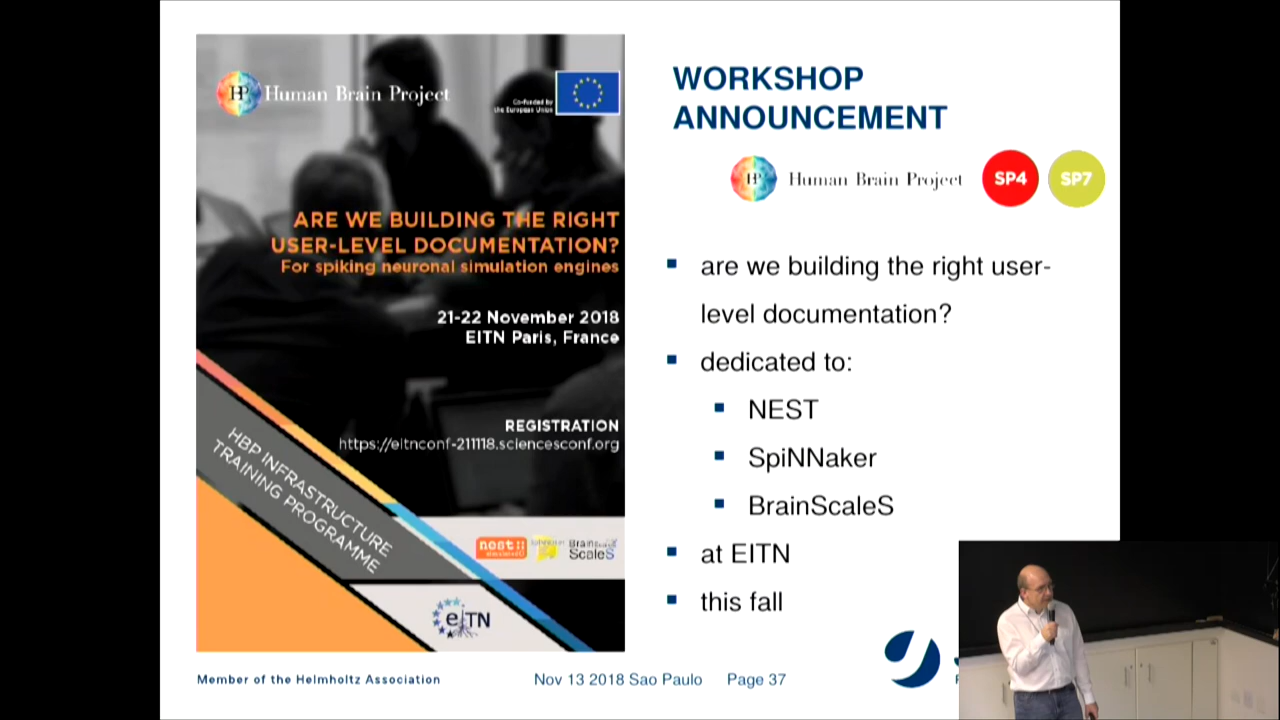 HP Human Brain Project
Co-funded by
the European Union
ARE WE BUILDING THE RIGHT
USER-LEVEL DOCUMENTATION?
For spiking neuronal simulation engines
21-22 November 2018
EITN Paris, France
REGISTRATION
https://eitnconf-211118.sciencesconf.org
HBP INFRASTRUCTURE
TRAINING PROGRAMME
nest::
BrainScaleS
eITN
WORKSHOP
ANNOUNCEMENT
HP Human Brain Project SP4 SP7
▪ are we building the right user-
level documentation?
▪ dedicated to:
▪ NEST
▪ SpiNNaker
▪ BrainScaleS
▪ at EITN
▪ this fall
Member of the Helmholtz Association Nov 13 2018 Sao Paulo Page 37